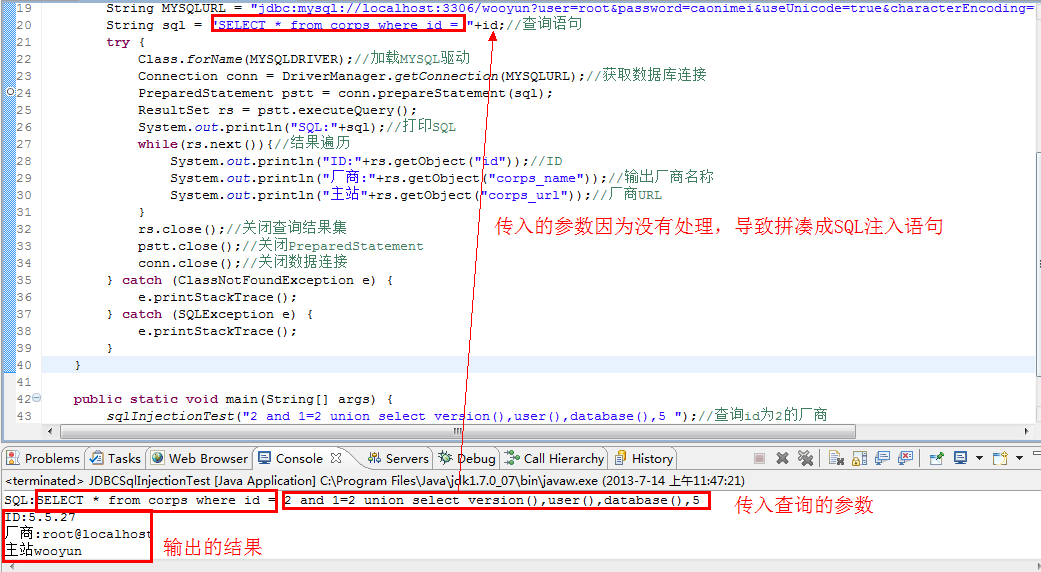 19 String MYSQLURL = "jdbc:mysql://localhost:3306/wooyun?user=root&password=caonimei&useUnicode=true&characterEncoding=
20 String sql = "SELECT * from corps where id = "+id;//查询语句
21 try {
22 Class.forName(MYSQLDRIVER);//加载MYSQL驱动
23 Connection conn = DriverManager.getConnection(MYSQLURL);//获取数据库连接
24 PreparedStatement pstt = conn.prepareStatement(sql);
25 ResultSet rs = pstt.executeQuery();
26 System.out.println("SQL:"+sql);//打印SQL
27 while(rs.next()){//结果遍历
28 System.out.println("ID:"+rs.getObject("id"));//ID
29 System.out.println("厂商:"+rs.getObject("corps_name"));//输出厂商名称
30 System.out.println("主站"+rs.getObject("corps_url"));//厂商URL
31 }
传入的参数因为没有处理，导致拼凑成SQL注入语句
32 rs.close();//关闭查询结果集
33 pstt.close();//关闭PreparedStatement
34 conn.close();//关闭数据连接
35 } catch (ClassNotFoundException e) {
36 e.printStackTrace();
37 } catch (SQLException e) {
38 e.printStackTrace();
39 }
40 }
41
42 public static void main(String[] args) {
43 sqlInjectionTest("2 and 1=2 union select version(),user(),database(),5 ");//查询id为2的厂商
Problems Tasks Web Browser Console Servers Debug Call Hierarchy History
<terminated> JDBCSqlInjectionTest [Java Application] C:\Program Files\Java\jdk1.7.0_07\bin\javaw.exe (2013-7-14 上午11:47:21)
SQL:SELECT * from corps where id = 2 and 1=2 union select version(),user(),database(),5
传入查询的参数
ID:5.5.27
厂商:root@localhost
主站wooyun
输出的结果